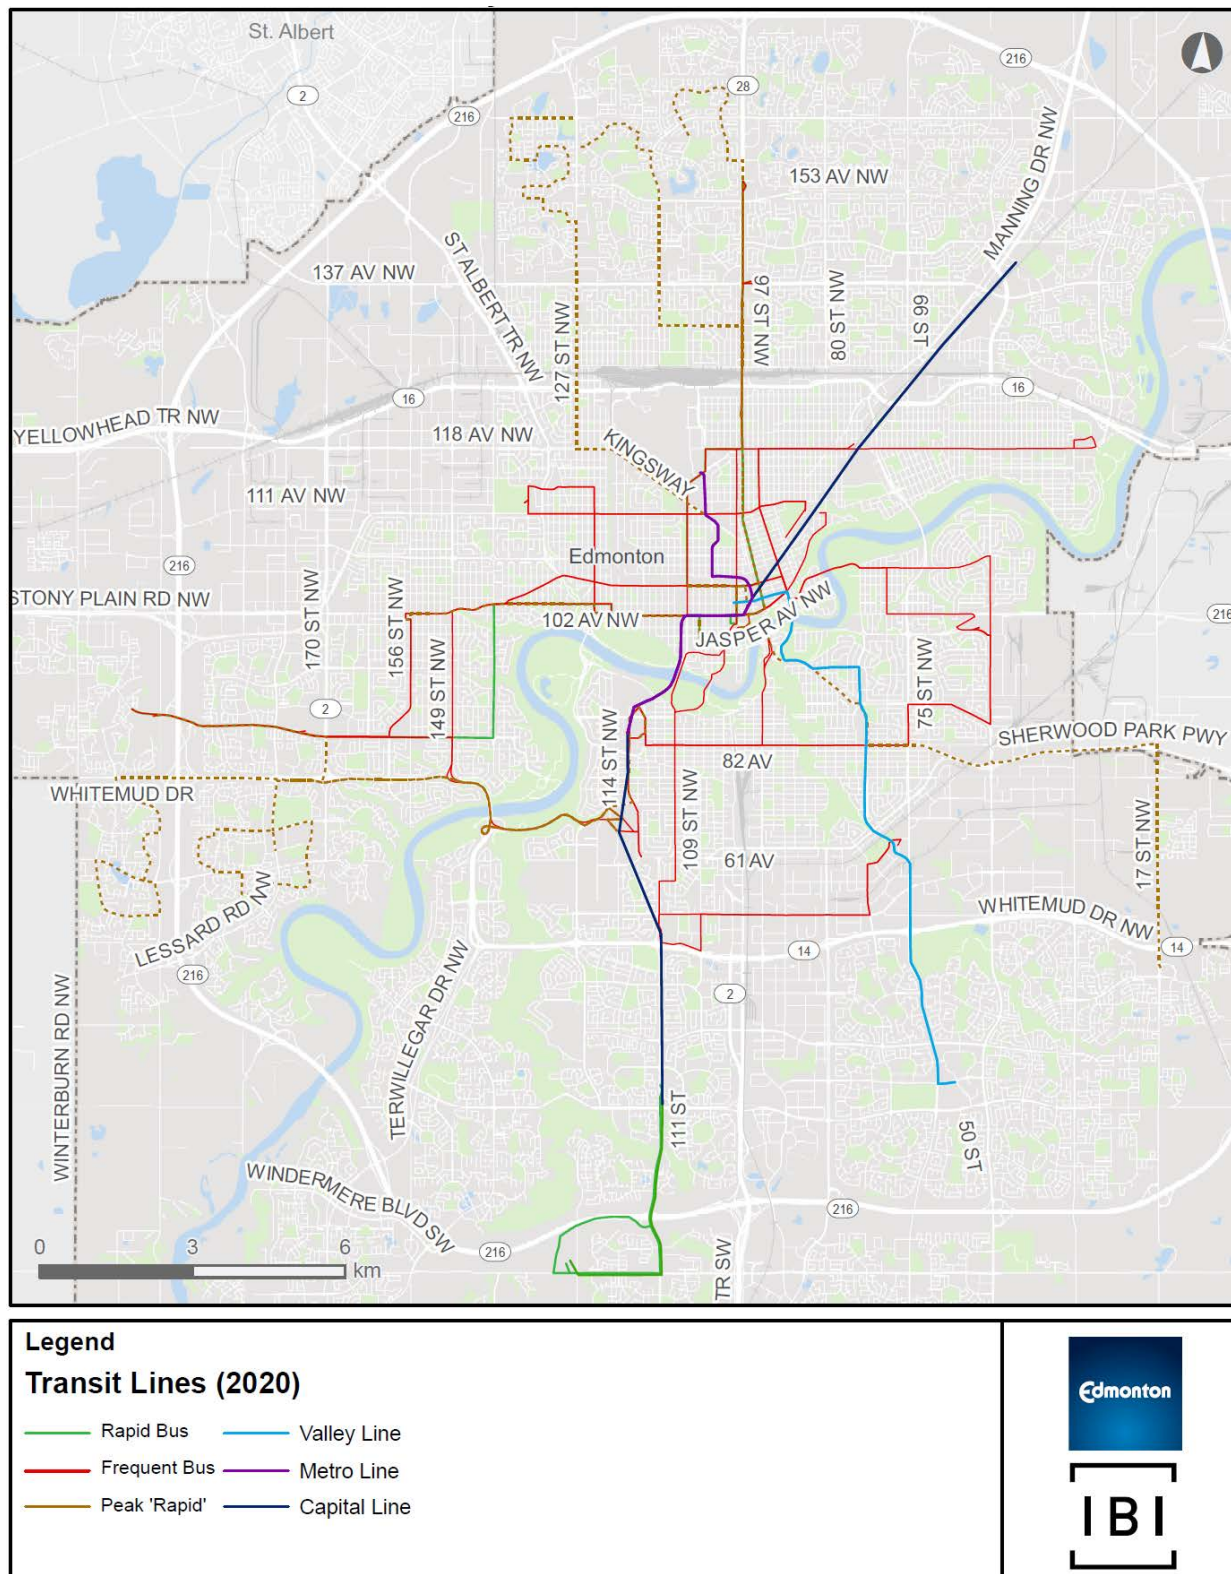 St. Albert
216
28
2
216
216
153 AV NW
MANNING DR NW
ST ALBERT TR NW
137 AV NW
97 ST NW
80 ST NW
66 ST
127 ST NW
16
16
YELLOWHEAD TR NW
118 AV NW
KINGSWAY
111 AV NW
216
Edmonton
STONY PLAIN RD NW
170 ST NW
156 ST NW
102 AV NW
JASPER AV NW
216
149 ST NW
75 ST NW
2
114 ST NW
SHERWOOD PARK PWY
82 AV
WHITEMUD DR
109 ST NW
17 ST NW
61 AV
LESSARD RD NW
WHITEMUD DR NW
14
14
216
2
WINTERBURN RD NW
TERWILLEGAR DR NW
111 ST
50 ST
WINDERMERE BLVD SW
216
216
TR SW
0 3 6
km
Legend
Transit Lines (2020)
Rapid Bus
Valley Line
Frequent Bus
Metro Line
Peak 'Rapid'
Capital Line
Edmonton
IBI